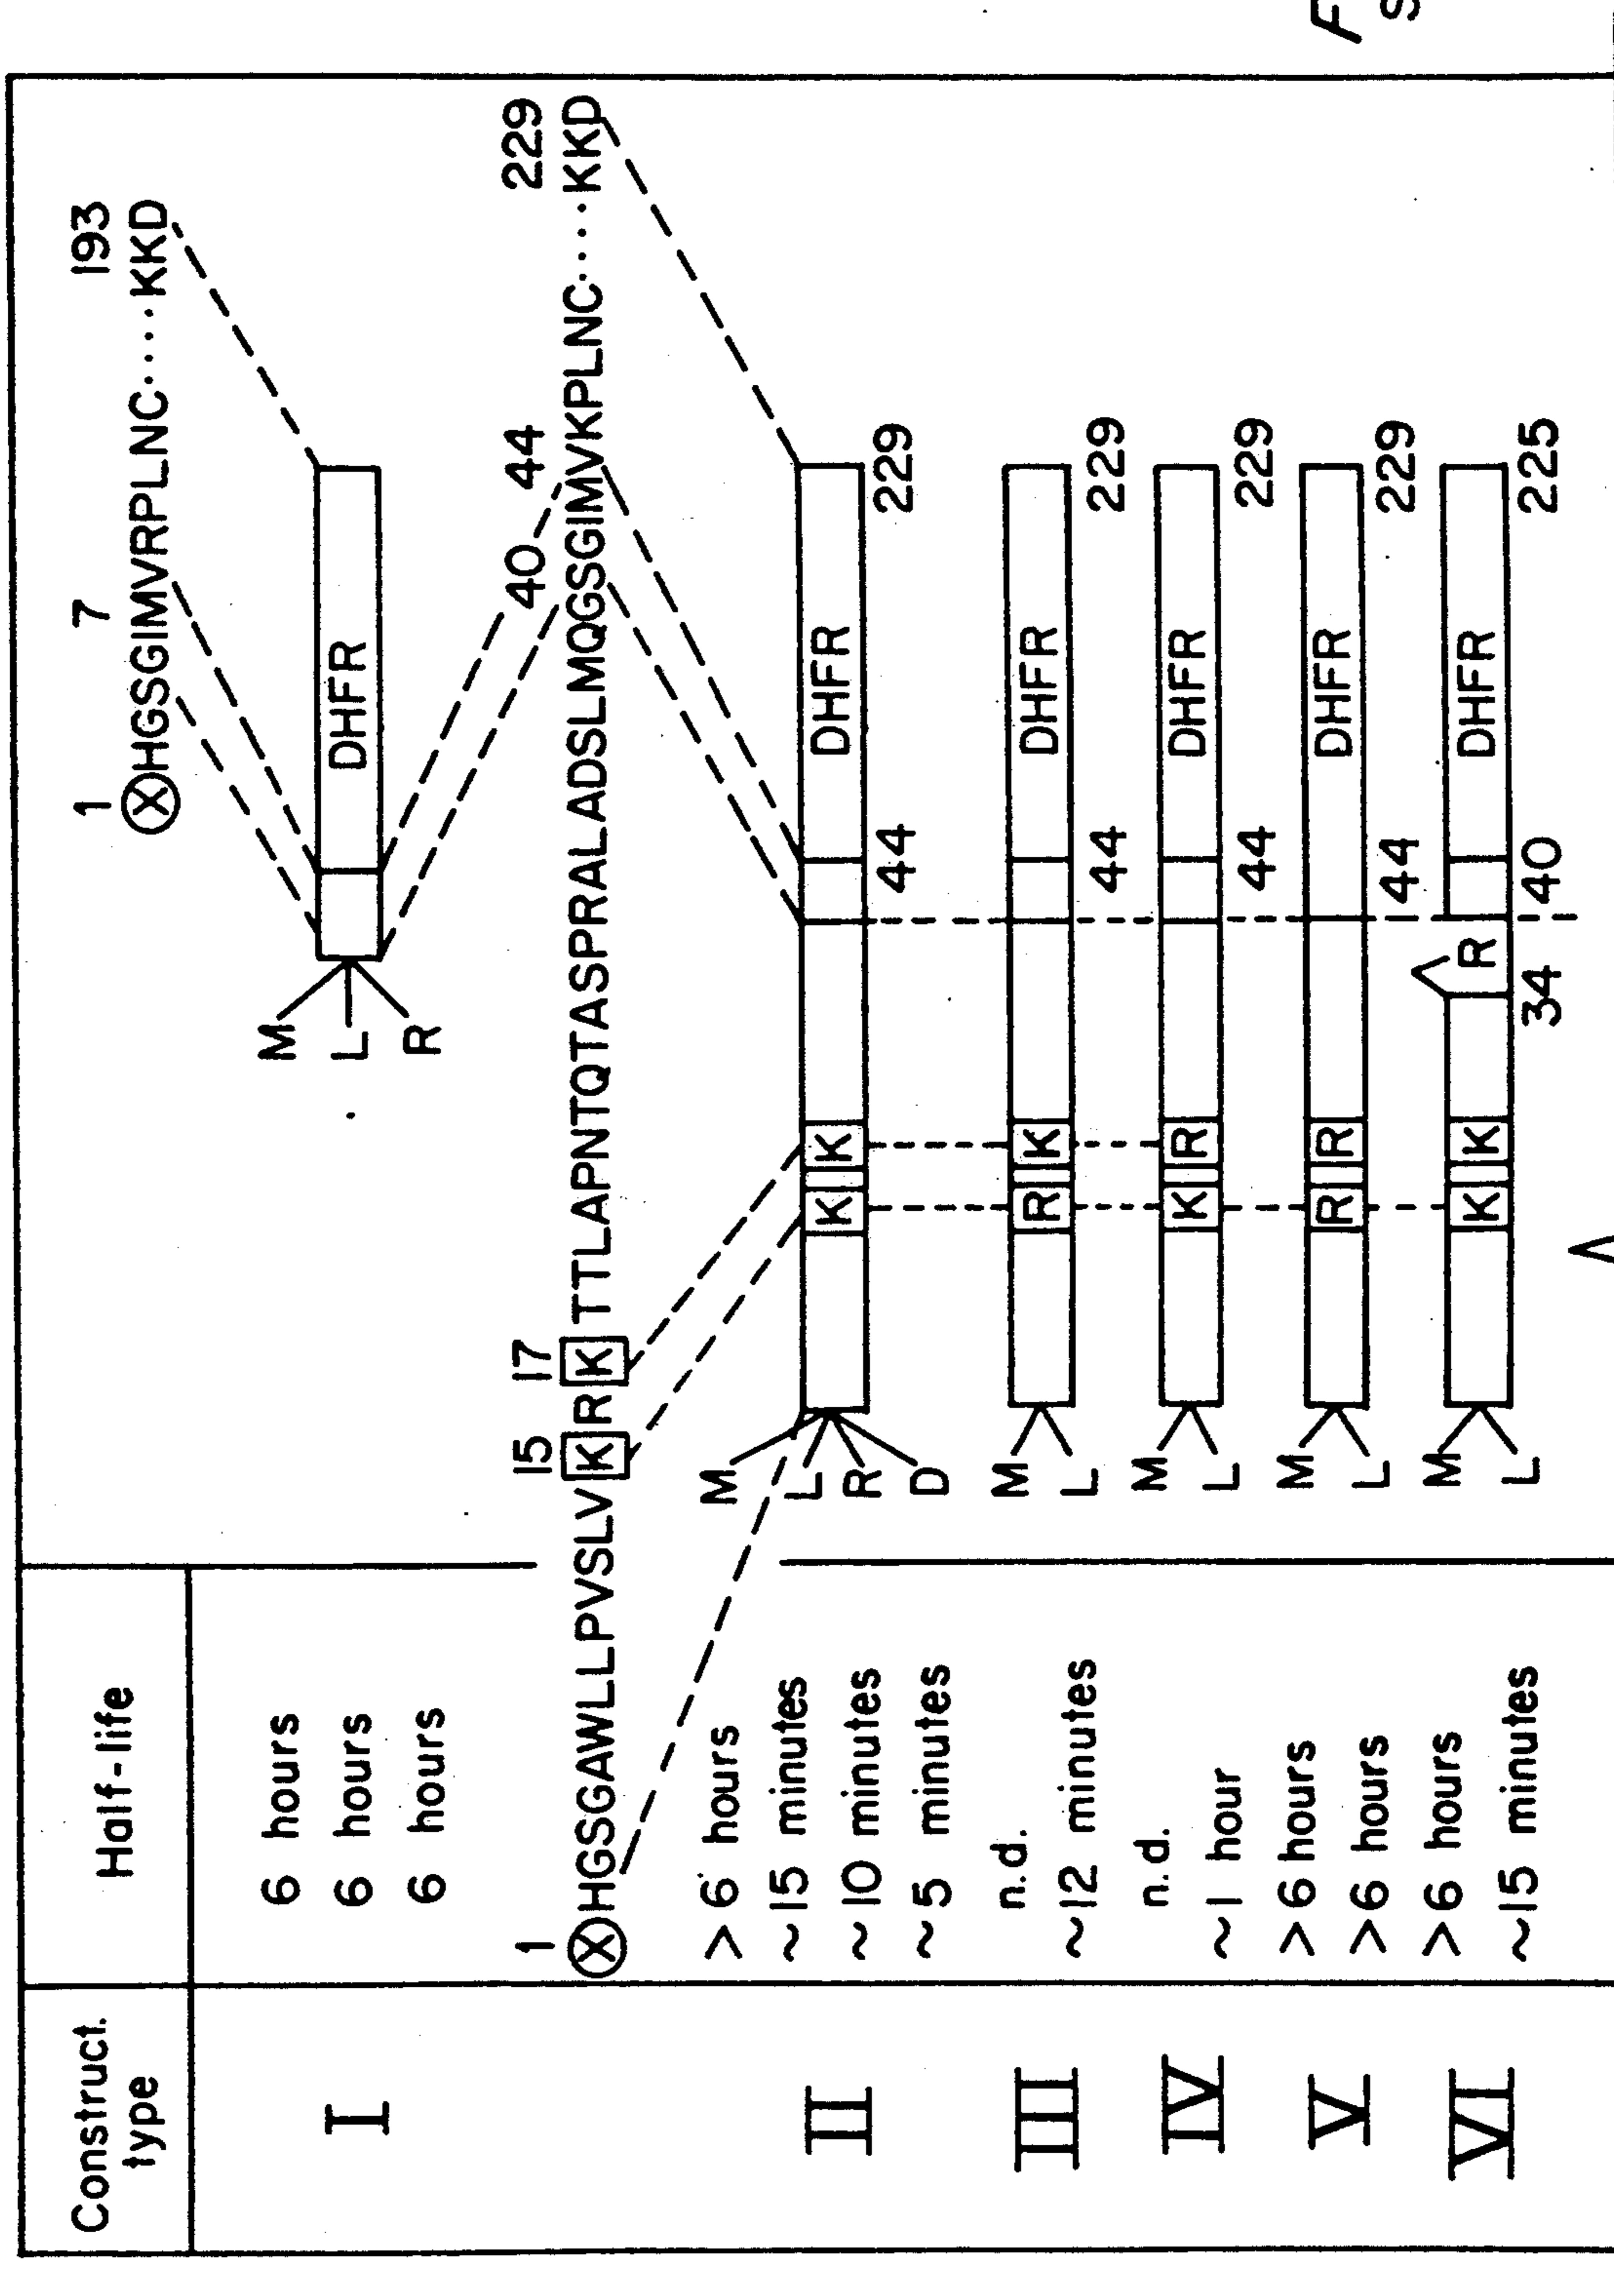 Construct. type
Half-life
1 7 193
ⓍHGSGIMVRPLNC....KKD
I
6 hours M
6 hours L DHFR
6 hours R
1 15 17 40 44 229
ⓍHGSGAWLLPVSLV K R K TTLAPNTQTASPRALADSLMQGSGIMVKPLNC....KKD
II
>6 hours M
~15 minutes L K K DHFR
~10 minutes R 44 229
~5 minutes D
III
n.d. M R K DHFR
~12 minutes L 44 229
IV
n.d. M K R DHFR
~1 hour L 44 229
V
>6 hours M R R DHFR
>6 hours L 44 229
VI
>6 hours M K K R DHFR
~15 minutes L 34 40 225